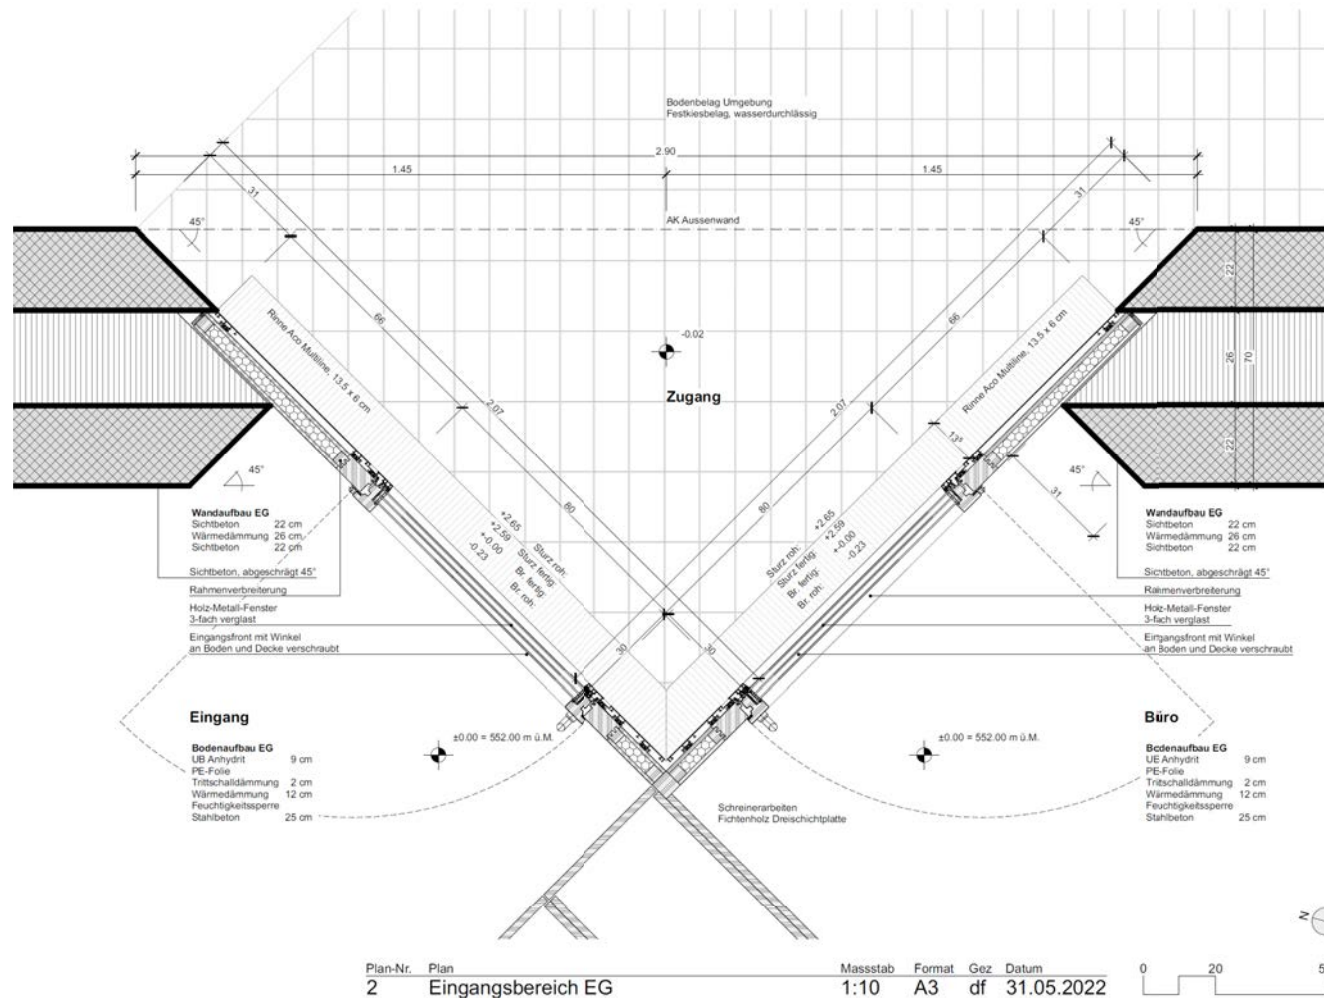 Bodenbelag Umgebung
Festkiesbelag, wasserdurchlässig
2.90
1.45
1.45
31
31
45°
AK Aussenwand
45°
22
66
66
-0.02
26
70
Rinne Aco Multiline, 13.5 x 6 cm
Rinne Aco Multiline, 13.5 x 6 cm
Zugang
2.07
2.07
13⁵
22
45°
45°
31
80
80
Wandaufbau EG
Sichtbeton 22 cm
Wärmedämmung 26 cm
Sichtbeton 22 cm
Sturz roh: +2.65
Sturz fertig: +2.59
Br. fertig: +-0.00
Br. roh: -0.23
Sturz roh: +2.65
Sturz fertig: +2.59
Br. fertig: +-0.00
Br. roh: -0.23
Wandaufbau EG
Sichtbeton 22 cm
Wärmedämmung 26 cm
Sichtbeton 22 cm
Sichtbeton, abgeschrägt 45°
Rahmenverbreiterung
Holz-Metall-Fenster
3-fach verglast
Eingangsfront mit Winkel
an Boden und Decke verschraubt
Sichtbeton, abgeschrägt 45°
Rahmenverbreiterung
Holz-Metall-Fenster
3-fach verglast
Eingangsfront mit Winkel
an Boden und Decke verschraubt
30
30
Eingang
Büro
±0.00 = 552.00 m ü.M.
±0.00 = 552.00 m ü.M.
Bodenaufbau EG
UB Anhydrit 9 cm
PE-Folie
Trittschalldämmung 2 cm
Wärmedämmung 12 cm
Feuchtigkeitssperre
Stahlbeton 25 cm
Bodenaufbau EG
UB Anhydrit 9 cm
PE-Folie
Trittschalldämmung 2 cm
Wärmedämmung 12 cm
Feuchtigkeitssperre
Stahlbeton 25 cm
Schreinerarbeiten
Fichtenholz Dreischichtplatte
N
Plan-Nr. Plan Massstab Format Gez Datum
2 Eingangsbereich EG 1:10 A3 df 31.05.2022
0 20